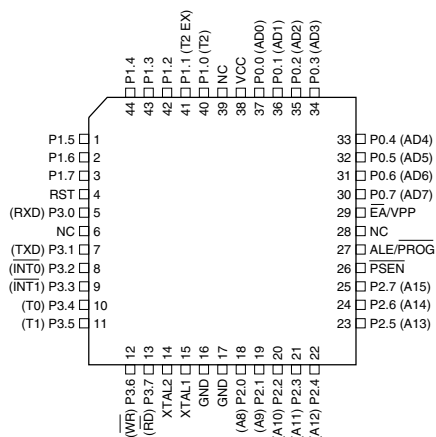 P1.4
P1.3
P1.2
P1.1 (T2 EX)
P1.0 (T2)
NC
VCC
P0.0 (AD0)
P0.1 (AD1)
P0.2 (AD2)
P0.3 (AD3)
44
43
42
41
40
39
38
37
36
35
34
P1.5 1
P1.6 2
P1.7 3
RST 4
(RXD) P3.0 5
NC 6
(TXD) P3.1 7
(INT0) P3.2 8
(INT1) P3.3 9
(T0) P3.4 10
(T1) P3.5 11
33 P0.4 (AD4)
32 P0.5 (AD5)
31 P0.6 (AD6)
30 P0.7 (AD7)
29 EA/VPP
28 NC
27 ALE/PROG
26 PSEN
25 P2.7 (A15)
24 P2.6 (A14)
23 P2.5 (A13)
12
13
14
15
16
17
18
19
20
21
22
(WR) P3.6
(RD) P3.7
XTAL2
XTAL1
GND
GND
(A8) P2.0
(A9) P2.1
(A10) P2.2
(A11) P2.3
(A12) P2.4